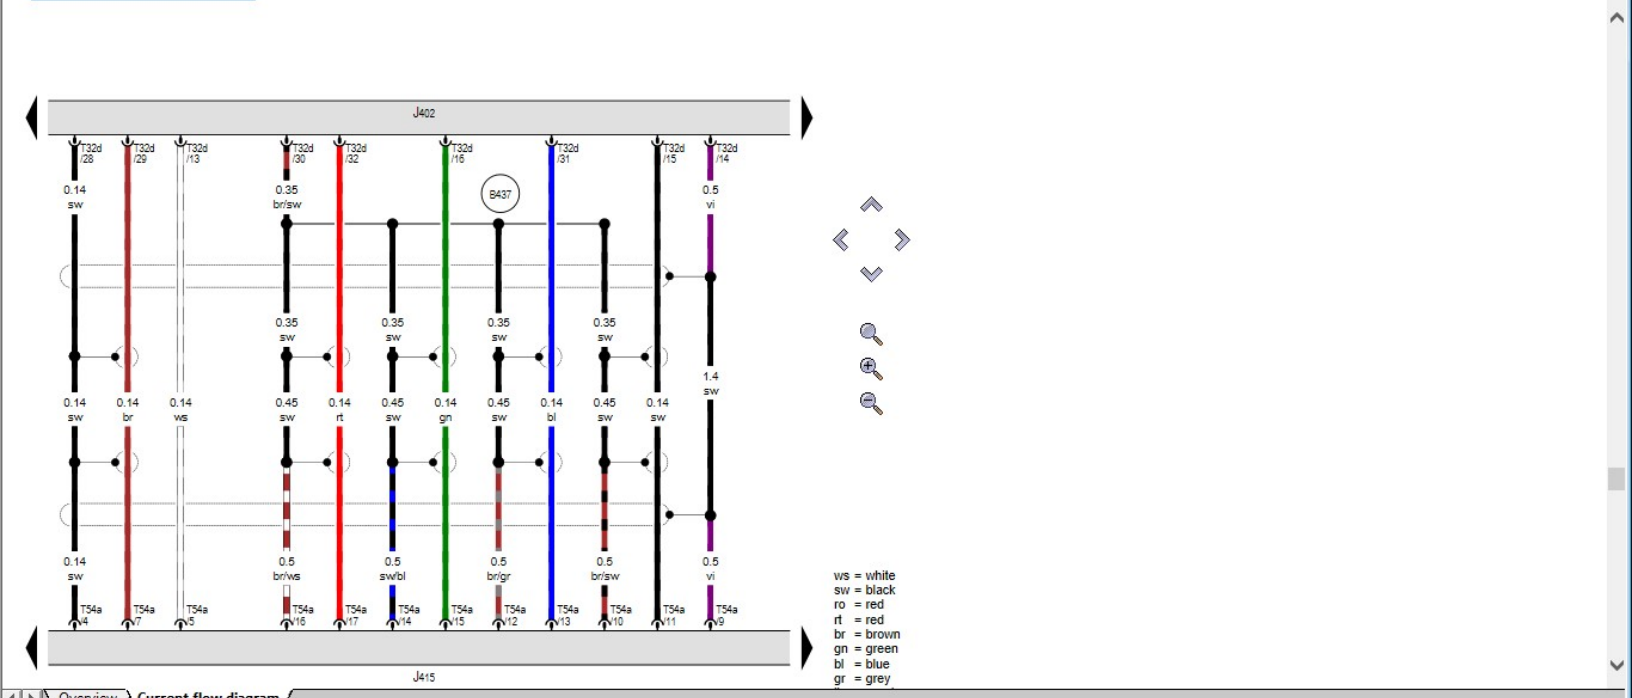 J402
T32d T32d T32d T32d T32d T32d T32d T32d T32d
/28 /29 /13 /30 /32 /16 /31 /15 /14
0.14 0.35 B437 0.5
sw br/sw vi
0.35 0.35 0.35 0.35
sw sw sw sw
1.4
sw
0.14 0.14 0.14 0.45 0.14 0.45 0.14 0.45 0.14 0.45 0.14
sw br ws sw rt sw gn sw bl sw sw
0.14 0.5 0.5 0.5 0.5 0.5
sw br/ws sw/bl br/gr br/sw vi
T54a T54a T54a T54a T54a T54a T54a T54a T54a T54a T54a T54a
/4 /7 /5 /16 /17 /14 /15 /12 /13 /10 /11 /9
J415
ws = white
sw = black
ro = red
rt = red
br = brown
gn = green
bl = blue
gr = grey
Overview Current flow diagram